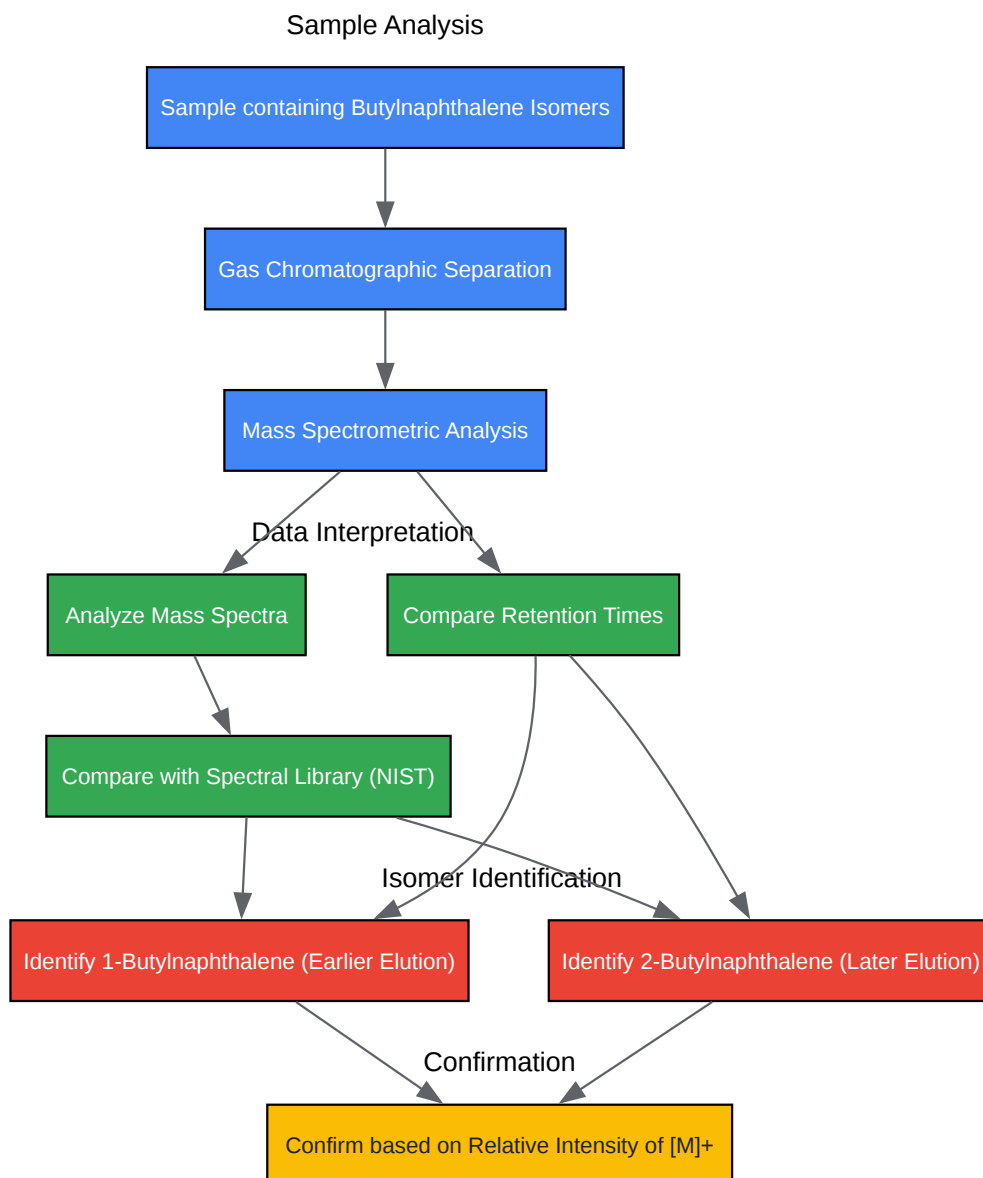 Sample Analysis
Sample containing Butylnaphthalene Isomers
Gas Chromatographic Separation
Mass Spectrometric Analysis
Data Interpretation
Analyze Mass Spectra
Compare Retention Times
Compare with Spectral Library (NIST)
Isomer Identification
Identify 1-Butylnaphthalene (Earlier Elution)
Identify 2-Butylnaphthalene (Later Elution)
Confirmation
Confirm based on Relative Intensity of [M]+